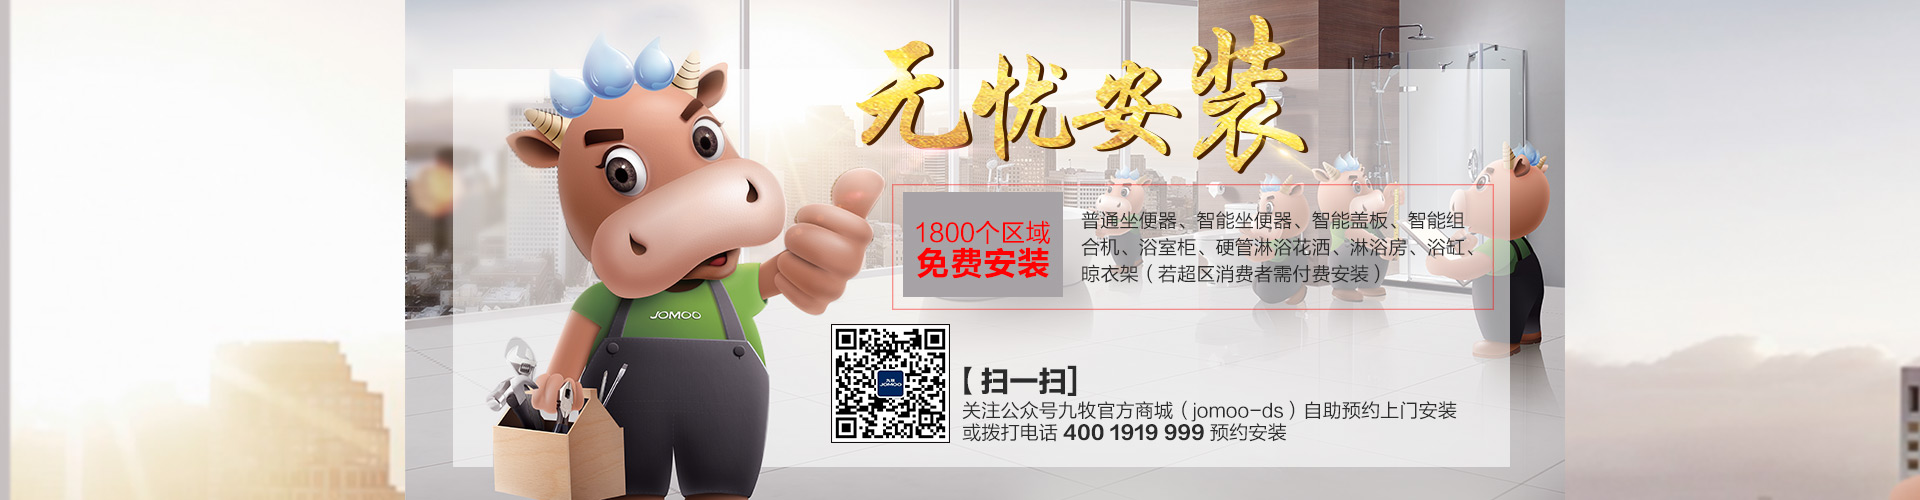 无忧安装
1800个区域
免费安装
普通坐便器、智能坐便器、智能盖板、智能组
合机、浴室柜、硬管淋浴花洒、淋浴房、浴缸、
晾衣架（若超区消费者需付费安装）
JOMOO
九牧
JOMOO
【扫一扫】
关注公众号九牧官方商城（jomoo-ds）自助预约上门安装
或拨打电话 400 1919 999 预约安装